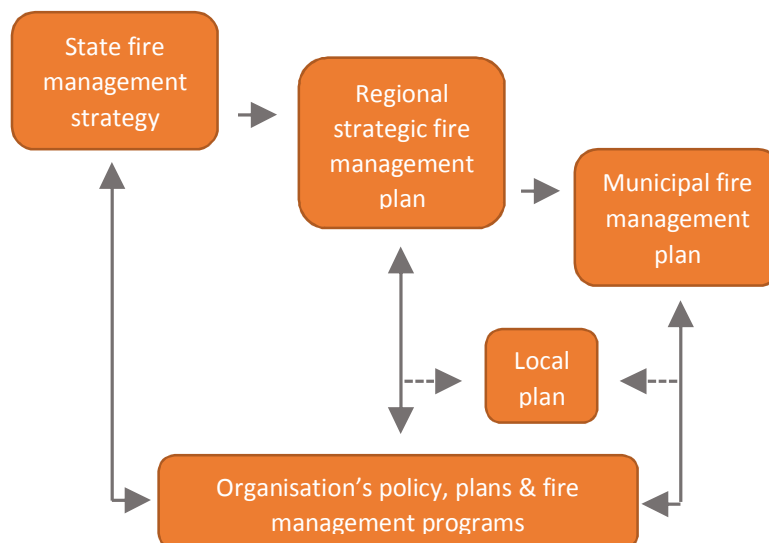 State fire
management
strategy
Regional
strategic fire
management
plan
Municipal fire
management
plan
Local
plan
Organisation’s policy, plans & fire
management programs